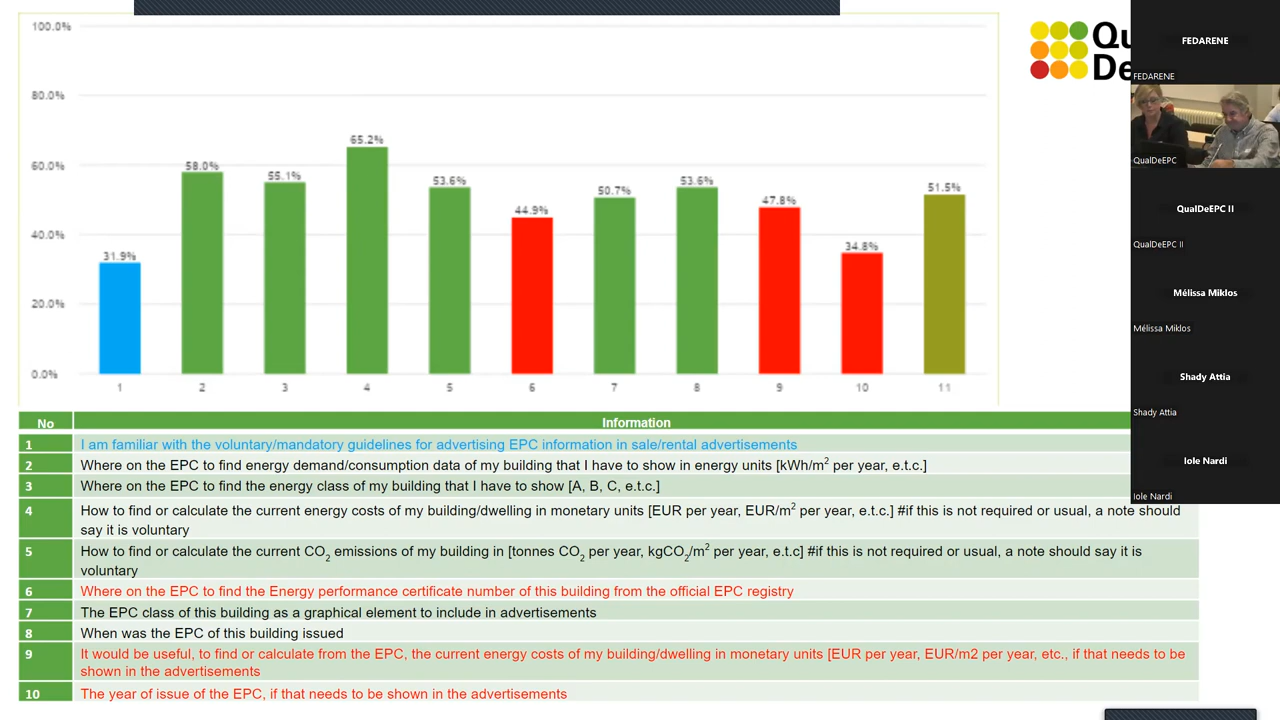 100.0%
80.0%
60.0%
40.0%
20.0%
0.0%
31.9%
58.0%
55.1%
65.2%
53.6%
44.9%
50.7%
53.6%
47.8%
34.8%
51.5%
1 2 3 4 5 6 7 8 9 10 11
Qu
De
FEDARENE
FEDARENE
QualDeEPC
QualDeEPC II
QualDeEPC II
Mélissa Miklos
Mélissa Miklos
Shady Attia
Shady Attia
Iole Nardi
Iole Nardi
No Information
1 I am familiar with the voluntary/mandatory guidelines for advertising EPC information in sale/rental advertisements
2 Where on the EPC to find energy demand/consumption data of my building that I have to show in energy units [kWh/m² per year, e.t.c.]
3 Where on the EPC to find the energy class of my building that I have to show [A, B, C, e.t.c.]
4 How to find or calculate the current energy costs of my building/dwelling in monetary units [EUR per year, EUR/m² per year, e.t.c.] #if this is not required or usual, a note should
say it is voluntary
5 How to find or calculate the current CO₂ emissions of my building in [tonnes CO₂ per year, kgCO₂/m² per year, e.t.c] #if this is not required or usual, a note should say it is
voluntary
6 Where on the EPC to find the Energy performance certificate number of this building from the official EPC registry
7 The EPC class of this building as a graphical element to include in advertisements
8 When was the EPC of this building issued
9 It would be useful, to find or calculate from the EPC, the current energy costs of my building/dwelling in monetary units [EUR per year, EUR/m2 per year, etc., if that needs to be
shown in the advertisements
10 The year of issue of the EPC, if that needs to be shown in the advertisements